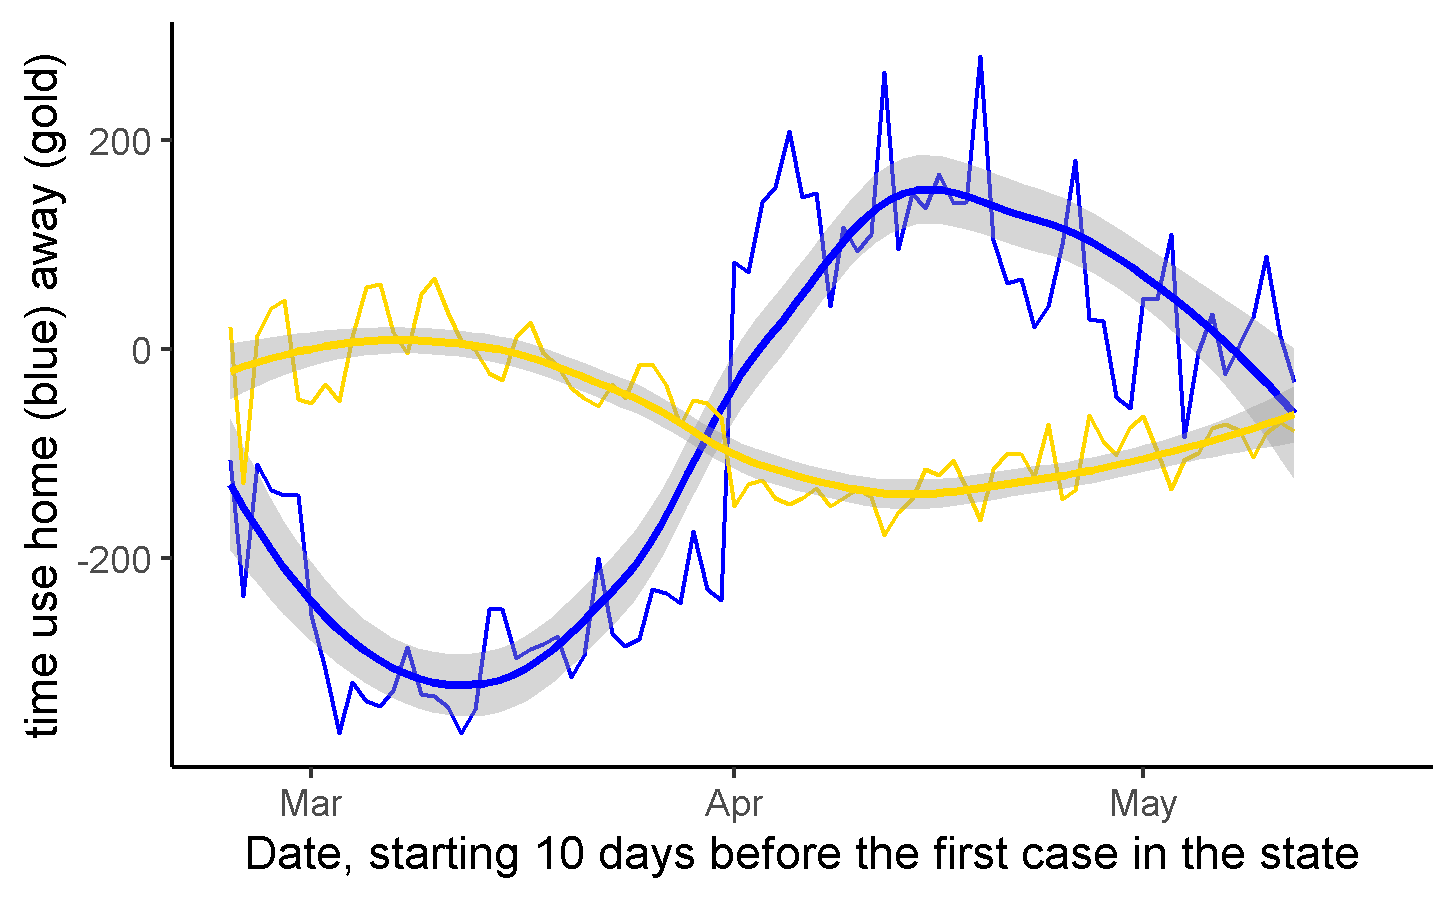 time use home (blue) away (gold)
200
0
-200
Mar
Apr
May
Date, starting 10 days before the first case in the state